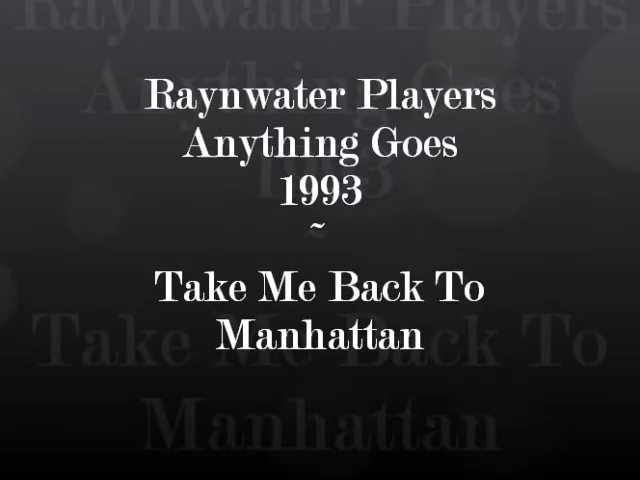 Raynwater Players
Anything Goes
1993
~
Take Me Back To
Manhattan